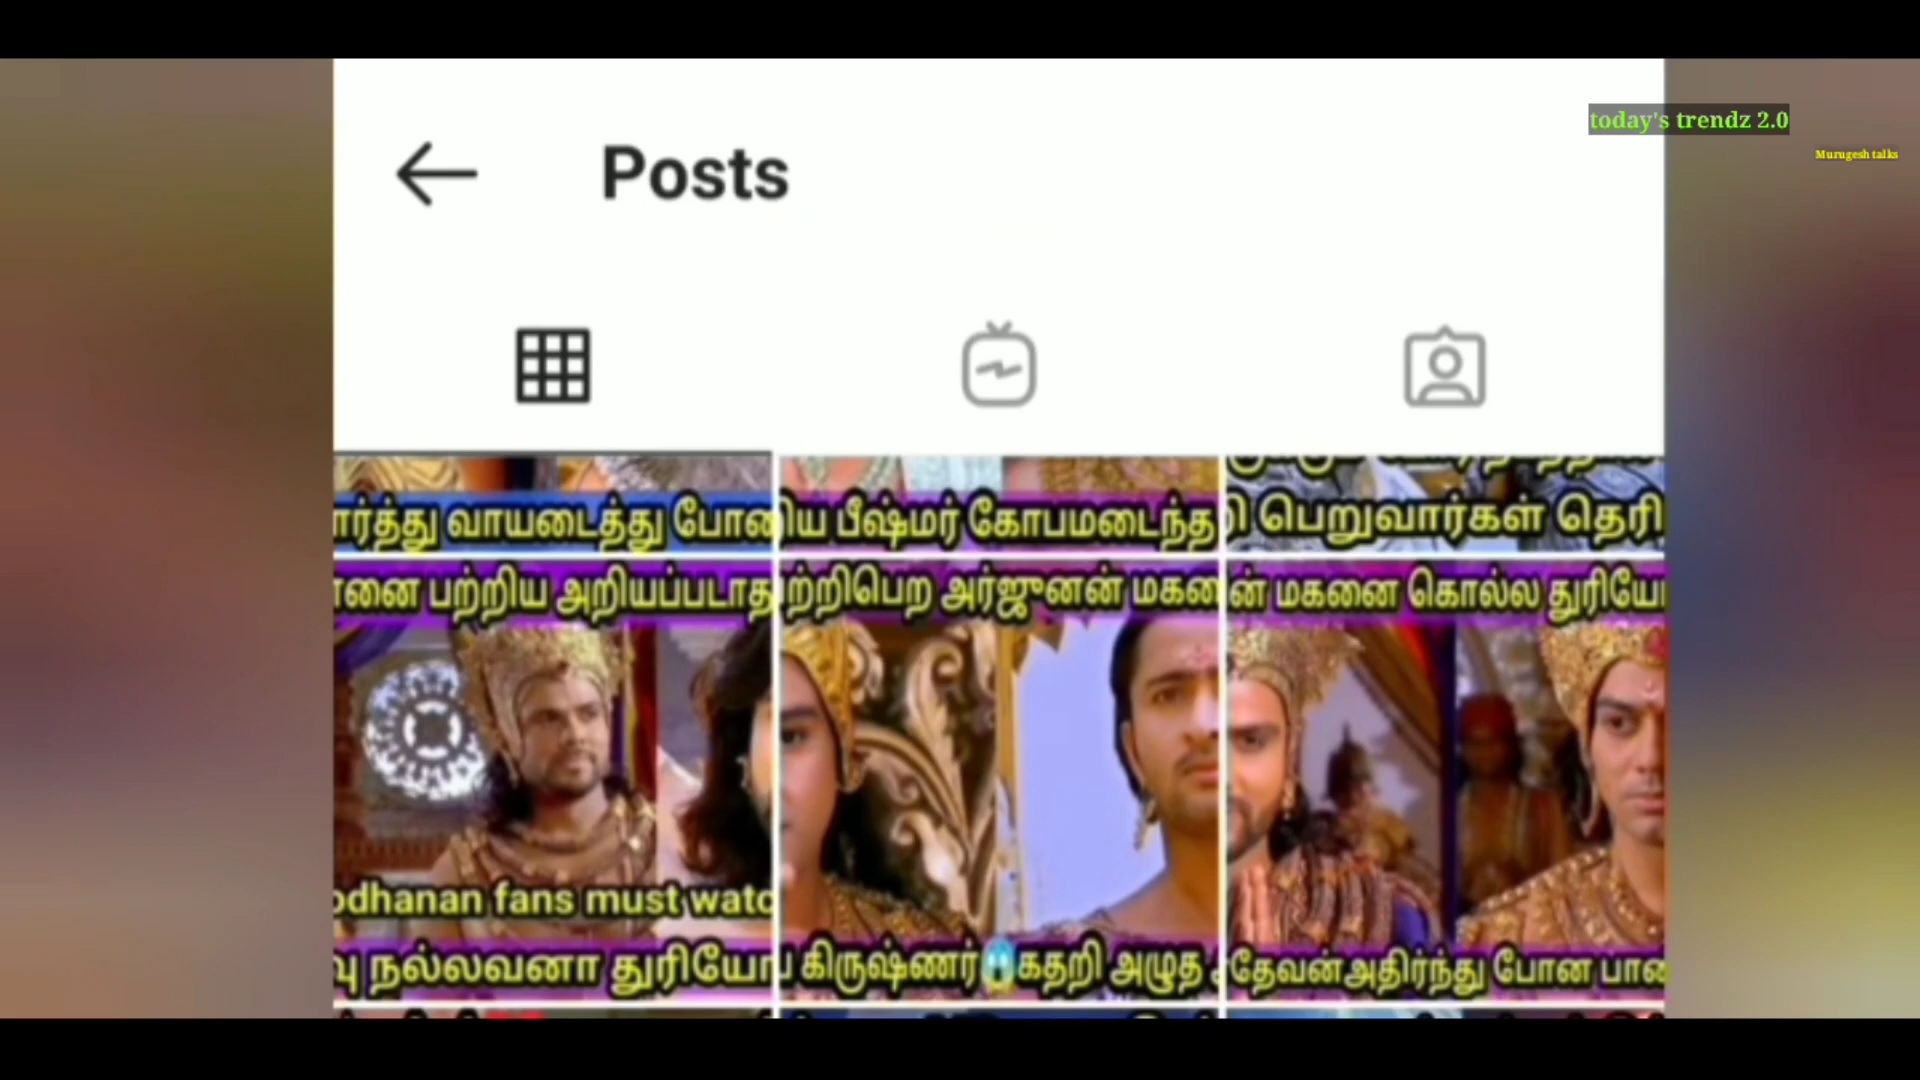 today's trendz 2.0
Murugesh talks
Posts
ார்த்து வாயடைத்து போன
ிய பீஷ்மர் கோபமடைந்த
பெறுவார்கள் தெரி
னை பற்றிய அறியப்படாத
ற்றிபெற அர்ஜுனன் மகன
ன் மகனை கொல்ல துரியோ
odhanan fans must watc
வு நல்லவனா துரியோ
கிருஷ்ணர்😱கதறி அழுத
தேவன்அதிர்ந்து போன பா